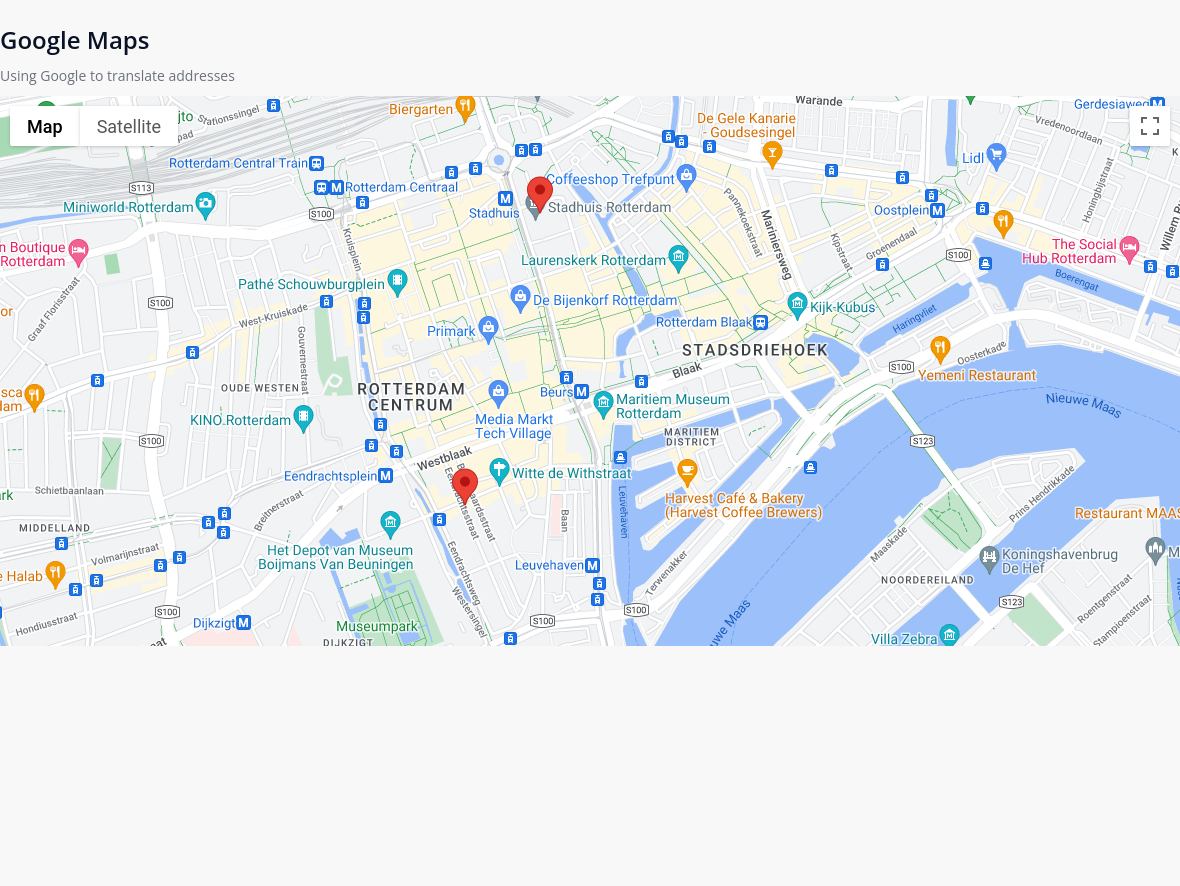 Google Maps
Using Google to translate addresses
Map
Satellite
Stationssingel
Biergarten
Warande
Gerdesiaweg
De Gele Kanarie
- Goudsesingel
Vredenoordlaan
Rotterdam Central Train
Lidl
S113
Rotterdam Centraal
Coffeeshop Trefpunt
Honingbijstraat
Miniworld Rotterdam
S100
Stadhuis
Stadhuis Rotterdam
Pannekoekstraat
Mariniersweg
Oostplein
Willem
Kruisplein
Kipstraat
Groenendaal
n Boutique
Rotterdam
The Social
Hub Rotterdam
Laurenskerk Rotterdam
S100
Boerengat
Pathé Schouwburgplein
Graaf Florisstraat
S100
De Bijenkorf Rotterdam
Kijk-Kubus
West-Kruiskade
Haringvliet
Primark
Rotterdam Blaak
Gouvernestraat
STADSDRIEHOEK
Oosterkade
S100
Yemeni Restaurant
Blaak
OUDE WESTEN
ROTTERDAM
CENTRUM
Beurs
Maritiem Museum
Rotterdam
Nieuwe Maas
KINO Rotterdam
Media Markt
Tech Village
MARITIEM
DISTRICT
S100
S123
Westblaak
Eendrachtsplein
Witte de Withstraat
Schietbaanlaan
Breitnerstraat
Eendrachtsstraat
Leuvehaven
Harvest Café & Bakery
(Harvest Coffee Brewers)
Prins Hendrikkade
Restaurant MAAS
MIDDELLAND
Baan
Volmarijnstraat
Het Depot van Museum
Boijmans Van Beuningen
Eendrachtsweg
Leuvehaven
Terwenakker
Maaskade
Koningshavenbrug
De Hef
Halab
NOORDEREILAND
Westersingel
S100
S100
S100
S123
Roentgenstraat
Stampioenstraat
Hondiusstraat
Dijkzigt
Museumpark
DIJKZIGT
Maas
Villa Zebra